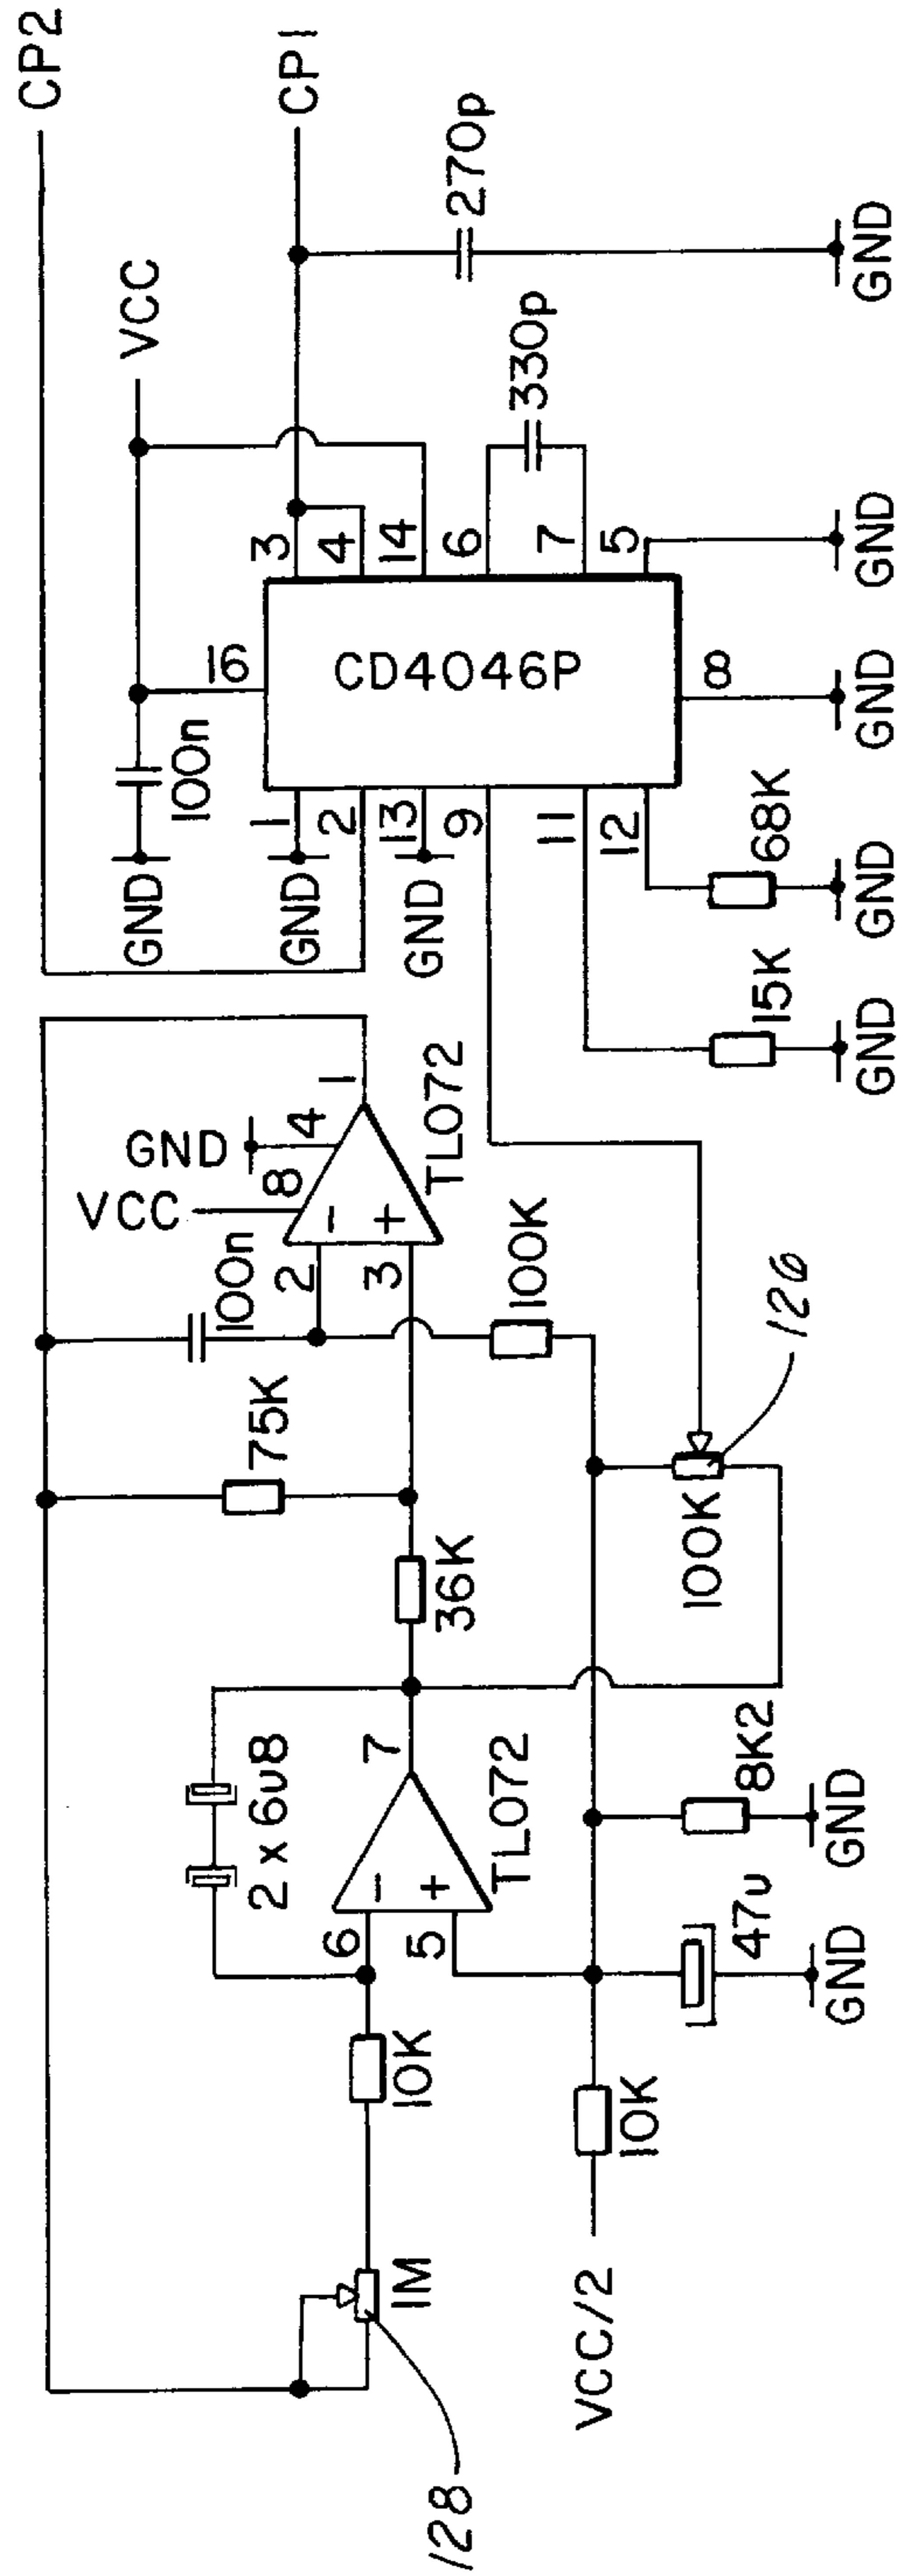 CP2
VCC
CP1
GND
100n
16
3
4
14
6
7
5
CD4046P
270p
330p
GND
1
GND
2
13
GND
9
11
12
8
68K
15K
GND
GND
GND
GND
GND
VCC
GND
8
4
1
TL072
100n
2
3
−
+
75K
36K
100K
100K
126
2 x 6u8
7
TL072
6
5
−
+
10K
1M
128
VCC/2
10K
47u
8K2
GND
GND